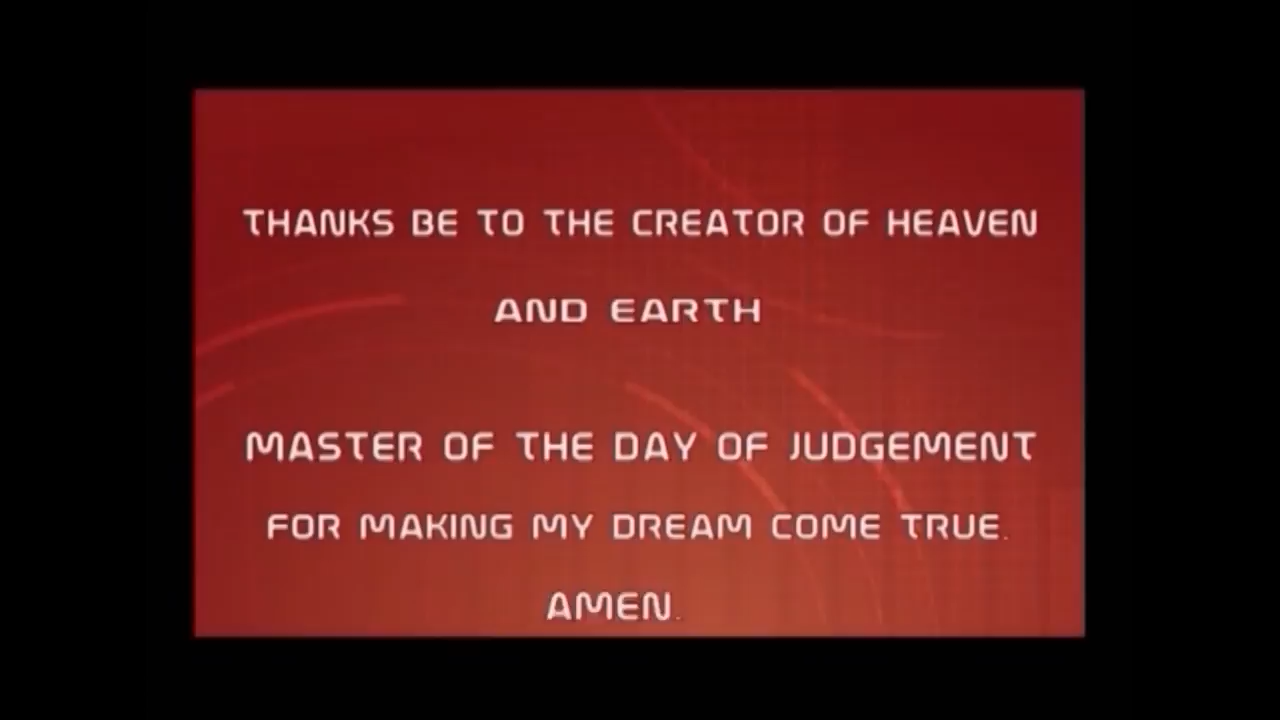 THANKS BE TO THE CREATOR OF HEAVEN
AND EARTH
MASTER OF THE DAY OF JUDGEMENT
FOR MAKING MY DREAM COME TRUE.
AMEN.